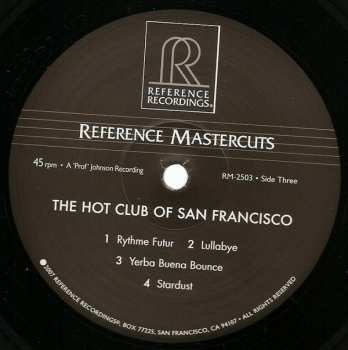 REFERENCE
RECORDINGS®
REFERENCE MASTERCUTS
45 rpm • A 'Prof' Johnson Recording
RM-2503 • Side Three
THE HOT CLUB OF SAN FRANCISCO
1 Rythme Futur 2 Lullabye
3 Yerba Buena Bounce
4 Stardust
℗2007 REFERENCE RECORDINGS®, BOX 77225, SAN FRANCISCO, CA 94107 • ALL RIGHTS RESERVED